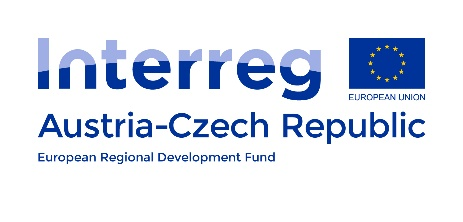 Interreg
EUROPEAN UNION
Austria-Czech Republic
European Regional Development Fund